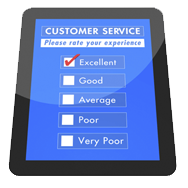 CUSTOMER SERVICE
Please rate your experience
Excellent
Good
Average
Poor
Very Poor